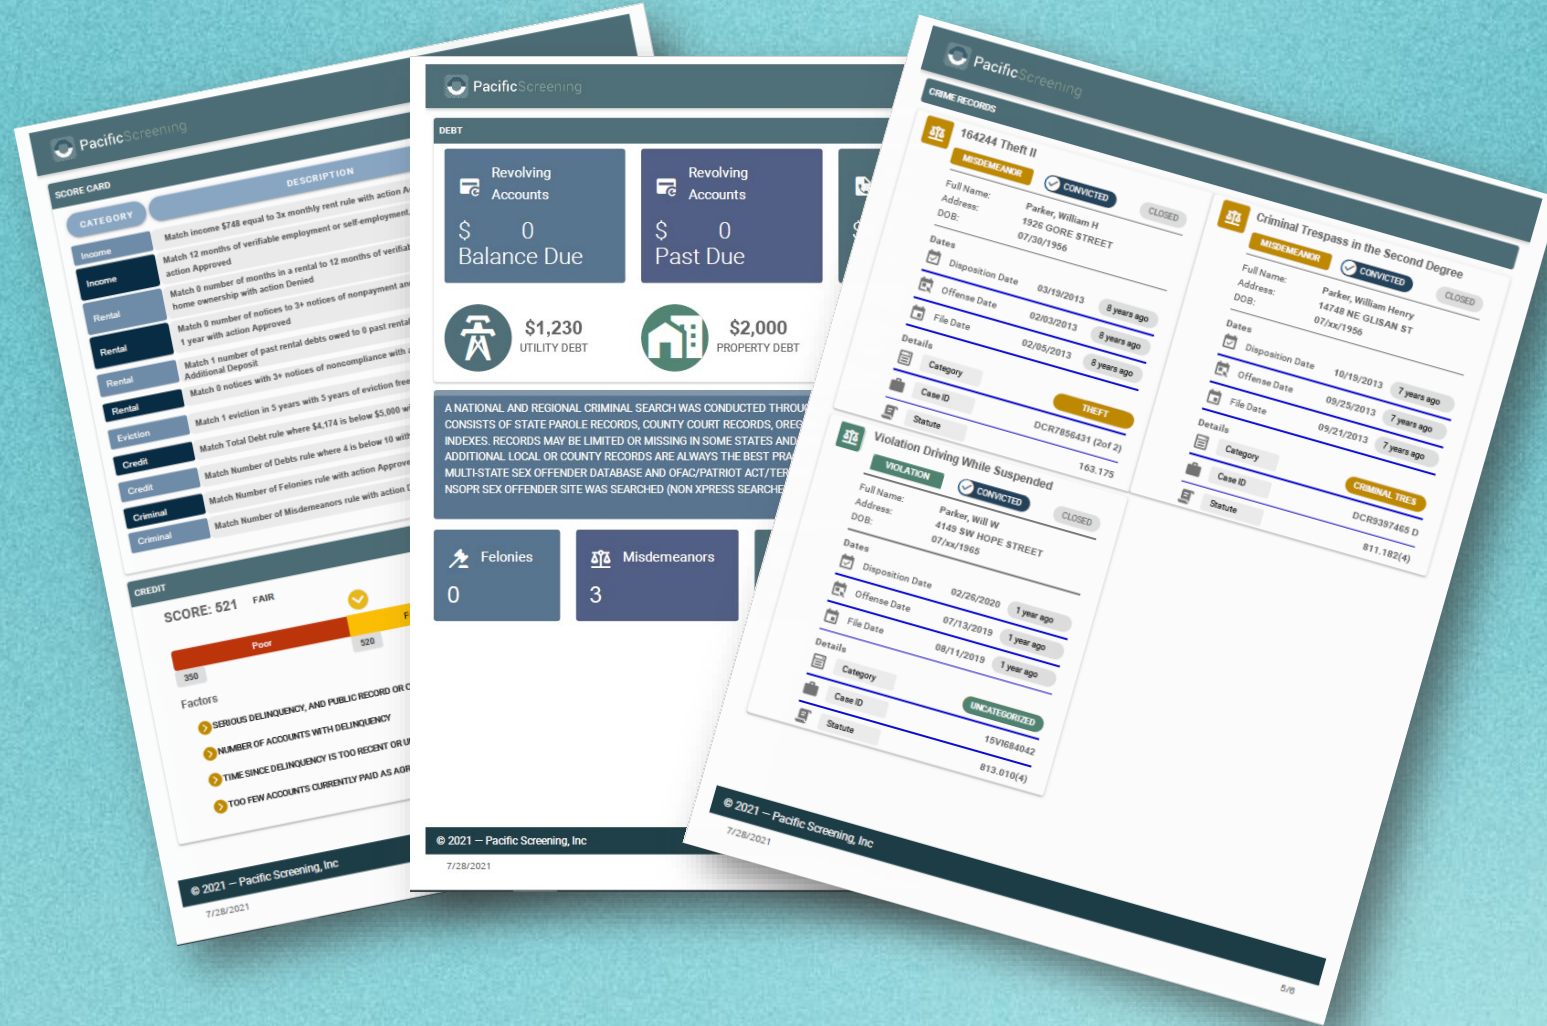 PacificScreening
SCORE CARD
CATEGORY
DESCRIPTION
Income
Match income $748 equal to 3x monthly rent rule with action
Income
Match 12 months of verifiable employment or self-employment,
action Approved
Rental
Match 0 number of months in a rental to 12 months of
home ownership with action Denied
Rental
Match 0 number of notices to 3+ notices of nonpayment
1 year with action Approved
Rental
Match 1 number of past rental debts owed to 0 past
Additional Deposit
Rental
Match 0 notices with 3+ notices of noncompliance with
Eviction
Match 1 eviction in 5 years with 5 years of eviction
Credit
Match Total Debt rule where $4,174 is below $5,000
Credit
Match Number of Debts rule where 4 is below 10
Criminal
Match Number of Felonies rule with action
Criminal
Match Number of Misdemeanors rule with action
CREDIT
SCORE: 521 FAIR
Poor
350
520
Factors
SERIOUS DELINQUENCY, AND PUBLIC RECORD OR
NUMBER OF ACCOUNTS WITH DELINQUENCY
TIME SINCE DELINQUENCY IS TOO RECENT OR
TOO FEW ACCOUNTS CURRENTLY PAID AS
© 2021 — Pacific Screening, Inc
7/28/2021
PacificScreening
DEBT
Revolving
Accounts
$ 0
Balance Due
Revolving
Accounts
$ 0
Past Due
$1,230
UTILITY DEBT
$2,000
PROPERTY DEBT
A NATIONAL AND REGIONAL CRIMINAL SEARCH WAS CONDUCTED
CONSISTS OF STATE PAROLE RECORDS, COUNTY COURT RECORDS,
INDEXES. RECORDS MAY BE LIMITED OR MISSING IN SOME STATES AND
ADDITIONAL LOCAL OR COUNTY RECORDS ARE ALWAYS THE BEST
MULTI-STATE SEX OFFENDER DATABASE AND OFAC/PATRIOT
NSOPR SEX OFFENDER SITE WAS SEARCHED (NON XPRESS
Felonies
0
Misdemeanors
3
© 2021 — Pacific Screening, Inc
7/28/2021
PacificScreening
CRIME RECORDS
164244 Theft II
MISDEMEANOR CONVICTED CLOSED
Full Name: Parker, William H
Address: 1926 GORE STREET
DOB: 07/30/1956
Dates
Disposition Date 03/19/2013 8 years ago
Offense Date 02/03/2013 8 years ago
File Date 02/05/2013 8 years ago
Details
Category THEFT
Case ID DCR7856431 (2of 2)
Statute 163.175
Criminal Trespass in the Second Degree
MISDEMEANOR CONVICTED CLOSED
Full Name: Parker, William Henry
Address: 14748 NE GLISAN ST
DOB: 07/xx/1956
Dates
Disposition Date 10/19/2013 7 years ago
Offense Date 09/25/2013 7 years ago
File Date 09/21/2013 7 years ago
Details
Category CRIMINAL TRES
Case ID DCR9397465 D
Statute 811.182(4)
Violation Driving While Suspended
VIOLATION CONVICTED CLOSED
Full Name: Parker, Will W
Address: 4149 SW HOPE STREET
DOB: 07/xx/1965
Dates
Disposition Date 02/26/2020 1 year ago
Offense Date 07/13/2019 1 year ago
File Date 08/11/2019 1 year ago
Details
Category UNCATEGORIZED
Case ID 15VI684042
Statute 813.010(4)
© 2021 — Pacific Screening, Inc
7/28/2021
5/6